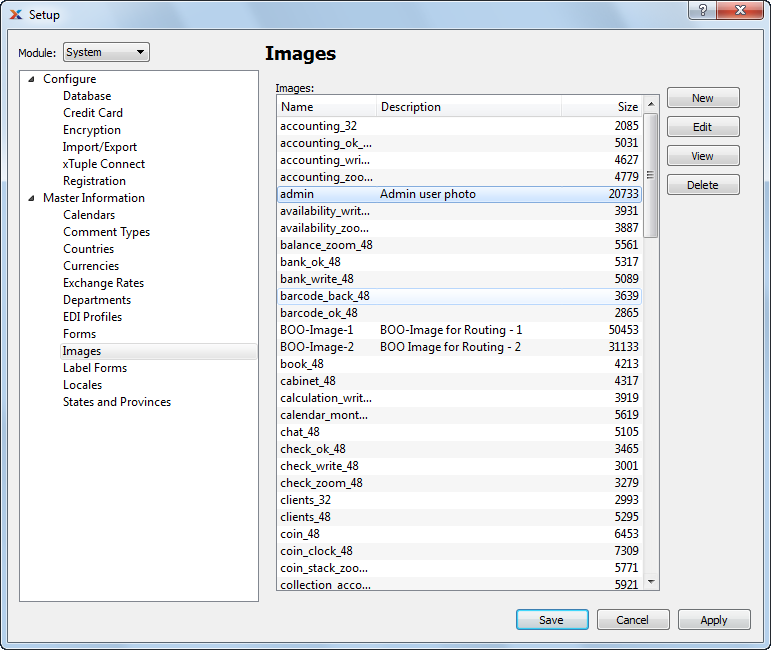 Setup
Module: System
Images
Configure
Database
Credit Card
Encryption
Import/Export
xTuple Connect
Registration
Master Information
Calendars
Comment Types
Countries
Currencies
Exchange Rates
Departments
EDI Profiles
Forms
Images
Label Forms
Locales
States and Provinces
Images:
Name Description Size
accounting_32 2085
accounting_ok_... 5031
accounting_wri... 4627
accounting_zoo... 4779
admin Admin user photo 20733
availability_writ... 3931
availability_zoo... 3887
balance_zoom_48 5561
bank_ok_48 5317
bank_write_48 5089
barcode_back_48 3639
barcode_ok_48 2865
BOO-Image-1 BOO-Image for Routing - 1 50453
BOO-Image-2 BOO Image for Routing - 2 31133
book_48 4213
cabinet_48 4317
calculation_writ... 3919
calendar_mont... 5619
chat_48 5105
check_ok_48 3465
check_write_48 3001
check_zoom_48 3279
clients_32 2993
clients_48 5295
coin_48 6453
coin_clock_48 7309
coin_stack_zoo... 5771
collection_acco... 5921
New
Edit
View
Delete
Save Cancel Apply